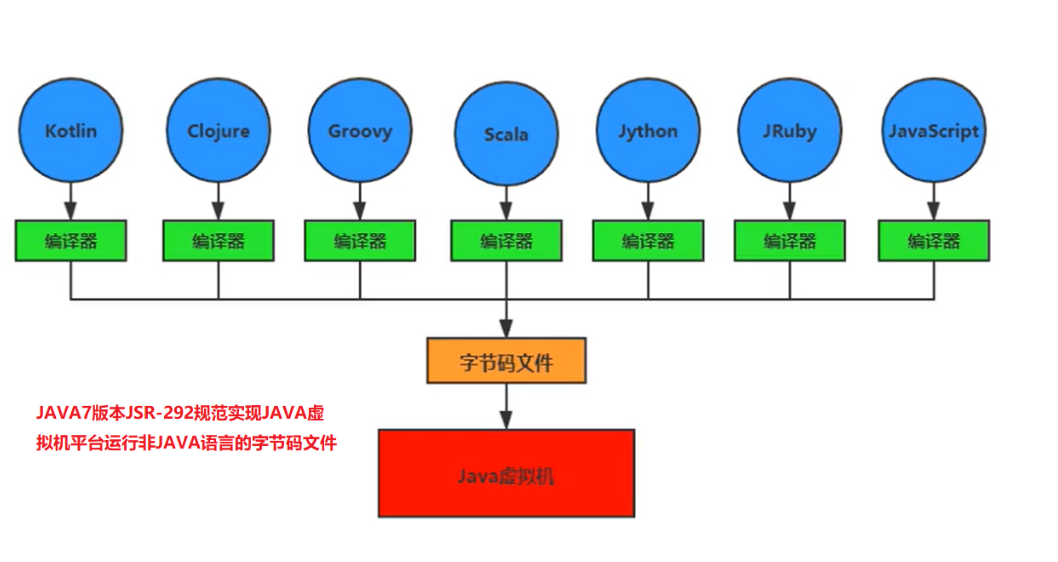 Kotlin
Clojure
Groovy
Scala
Jython
JRuby
JavaScript
编译器
编译器
编译器
编译器
编译器
编译器
编译器
字节码文件
JAVA7版本JSR-292规范实现JAVA虚
拟机平台运行非JAVA语言的字节码文件
Java虚拟机